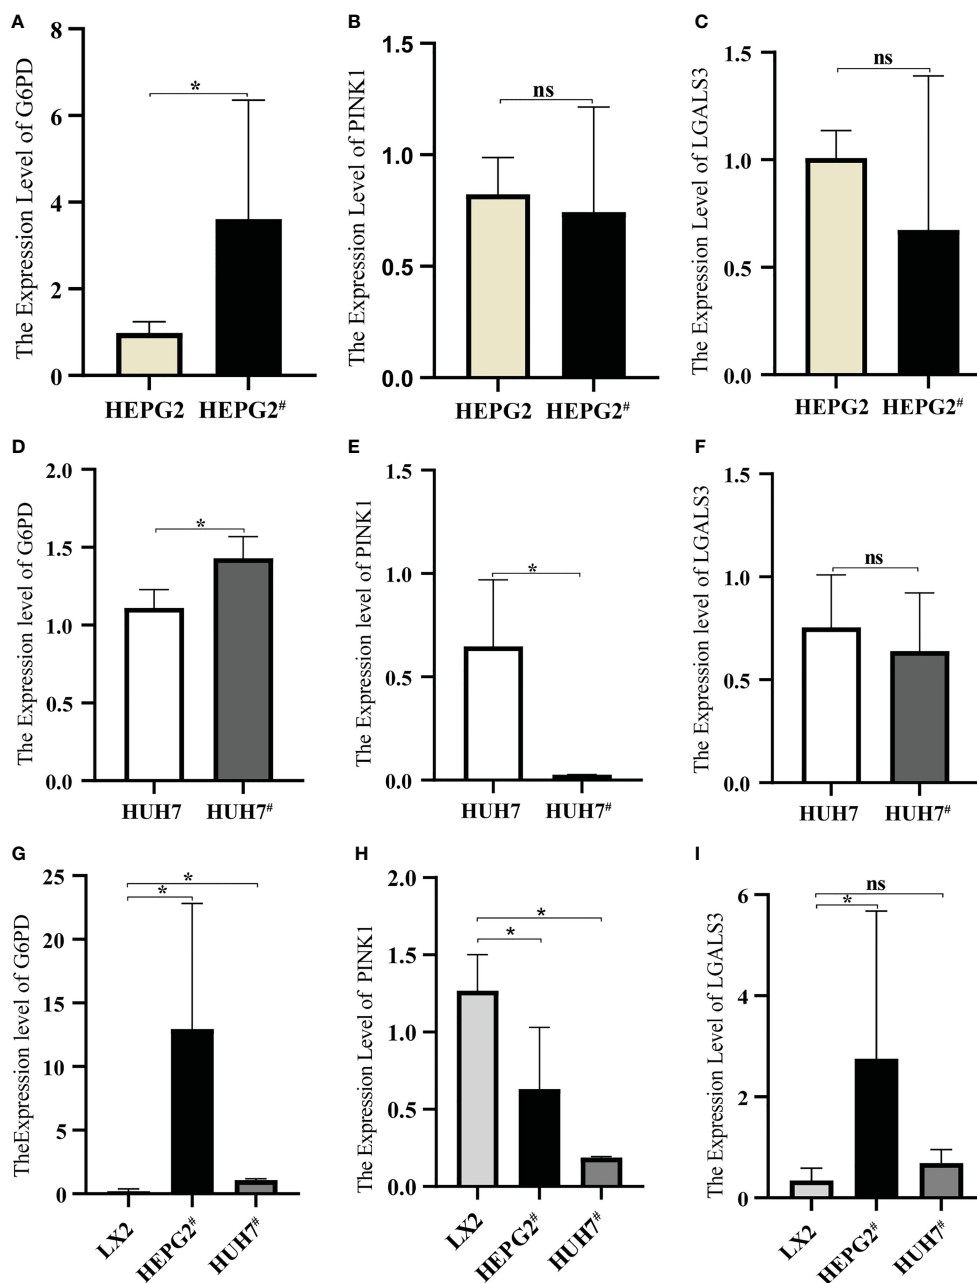 A
The Expression Level of G6PD
8
6
4
2
0
*
HEPG2
HEPG2#
B
The Expression Level of PINK1
1.5
1.0
0.5
0.0
ns
HEPG2
HEPG2#
C
The Expression Level of LGALS3
1.5
1.0
0.5
0.0
ns
HEPG2
HEPG2#
D
The Expression level of G6PD
2.0
1.5
1.0
0.5
0.0
*
HUH7
HUH7#
E
The Expression level of PINK1
1.5
1.0
0.5
0.0
*
HUH7
HUH7#
F
The Expression level of LGALS3
1.5
1.0
0.5
0.0
ns
HUH7
HUH7#
G
TheExpression level of G6PD
25
20
15
10
5
0
*
*
LX2
HEPG2#
HUH7#
H
The Expression Level of PINK1
2.0
1.5
1.0
0.5
0.0
*
*
LX2
HEPG2#
HUH7#
I
The Expression Level of LGALS3
6
4
2
0
ns
*
LX2
HEPG2#
HUH7#